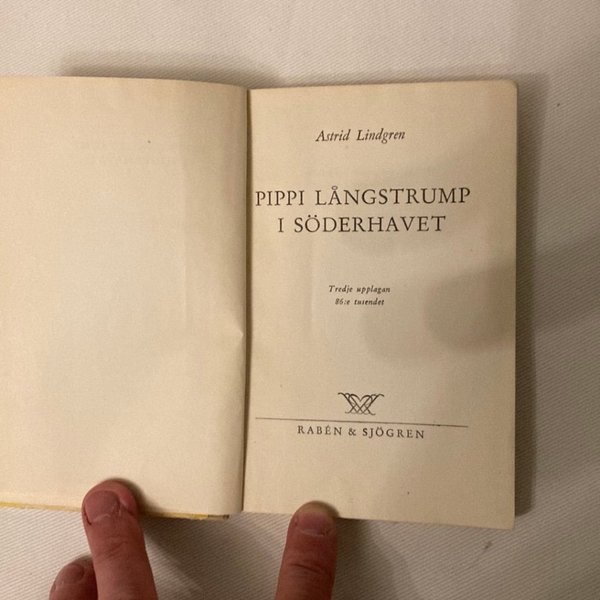 Astrid Lindgren
PIPPI LÅNGSTRUMP
I SÖDERHAVET
Tredje upplagan
86:e tusendet
RABÉN & SJÖGREN